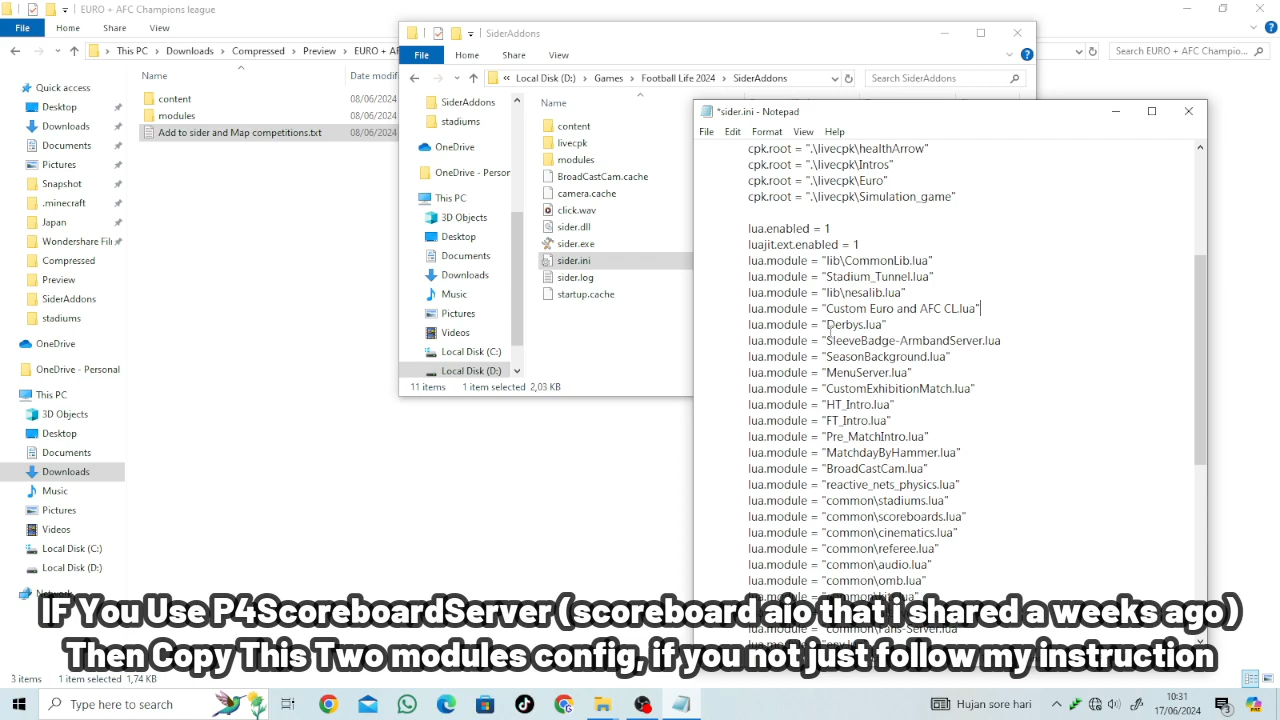 EURO + AFC Champions league
File Home Share View
This PC Downloads Compressed Preview EURO + AF
Search EURO + AFC Champio...
Quick access
Desktop
Downloads
Documents
Pictures
Snapshot
.minecraft
Japan
Wondershare Fili
Compressed
Preview
SiderAddons
stadiums
OneDrive
OneDrive - Personal
This PC
3D Objects
Desktop
Documents
Downloads
Music
Pictures
Videos
Local Disk (C:)
Local Disk (D:)
Network
Name Date modifi
content 08/06/2024
modules 08/06/2024
Add to sider and Map competitions.txt 08/06/2024
3 items 1 item selected 1,74 KB
SiderAddons
File Home Share View
« Local Disk (D:) Games Football Life 2024 SiderAddons
Search SiderAddons
SiderAddons
stadiums
OneDrive
OneDrive - Person
This PC
3D Objects
Desktop
Documents
Downloads
Music
Pictures
Videos
Local Disk (C:)
Local Disk (D:)
Name
content
livecpk
modules
BroadCastCam.cache
camera.cache
click.wav
sider.dll
sider.exe
sider.ini
sider.log
startup.cache
11 items 1 item selected 2,03 KB
*sider.ini - Notepad
File Edit Format View Help
cpk.root = ".\livecpk\healthArrow"
cpk.root = ".\livecpk\Intros"
cpk.root = ".\livecpk\Euro"
cpk.root = ".\livecpk\Simulation_game"
lua.enabled = 1
luajit.ext.enabled = 1
lua.module = "lib\CommonLib.lua"
lua.module = "Stadium_Tunnel.lua"
lua.module = "lib\nesalib.lua"
lua.module = "Custom Euro and AFC CL.lua"
lua.module = "Derbys.lua"
lua.module = "SleeveBadge-ArmbandServer.lua
lua.module = "SeasonBackground.lua"
lua.module = "MenuServer.lua"
lua.module = "CustomExhibitionMatch.lua"
lua.module = "HT_Intro.lua"
lua.module = "FT_Intro.lua"
lua.module = "Pre_MatchIntro.lua"
lua.module = "MatchdayByHammer.lua"
lua.module = "BroadCastCam.lua"
lua.module = "reactive_nets_physics.lua"
lua.module = "common\stadiums.lua"
lua.module = "common\scoreboards.lua"
lua.module = "common\cinematics.lua"
lua.module = "common\referee.lua"
lua.module = "common\audio.lua"
lua.module = "common\omb.lua"
IF You Use P4ScoreboardServer (scoreboard aio that i shared a weeks ago)
Then Copy This Two modules config, if you not just follow my instruction
Type here to search
Hujan sore hari
10:31
17/06/2024
3